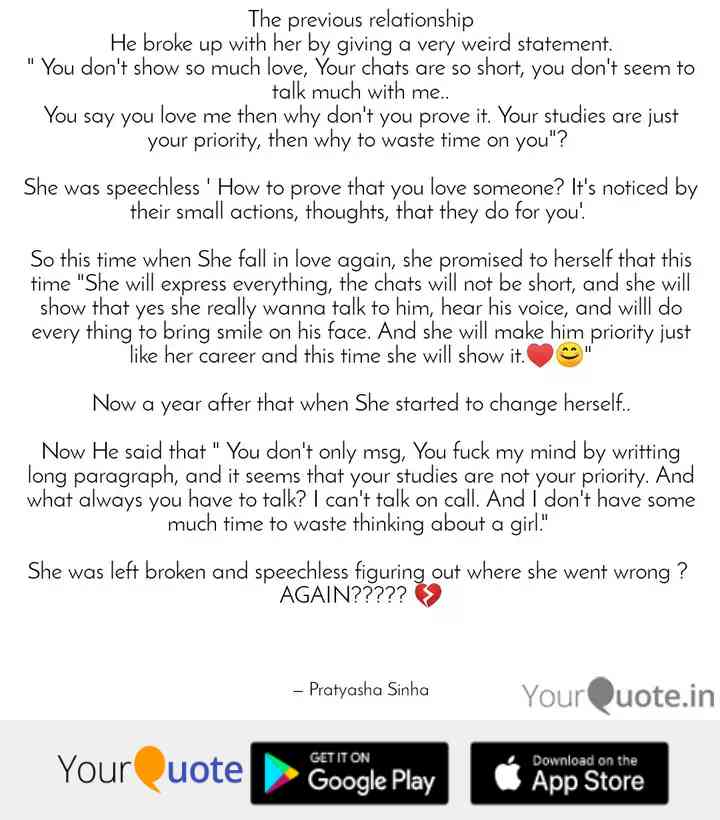 The previous relationship
He broke up with her by giving a very weird statement.
" You don't show so much love, Your chats are so short, you don't seem to
talk much with me..
You say you love me then why don't you prove it. Your studies are just
your priority, then why to waste time on you"?
She was speechless ' How to prove that you love someone? It's noticed by
their small actions, thoughts, that they do for you'.
So this time when She fall in love again, she promised to herself that this
time "She will express everything, the chats will not be short, and she will
show that yes she really wanna talk to him, hear his voice, and willl do
every thing to bring smile on his face. And she will make him priority just
like her career and this time she will show it.❤️😊"
Now a year after that when She started to change herself..
Now He said that " You don't only msg, You fuck my mind by writting
long paragraph, and it seems that your studies are not your priority. And
what always you have to talk? I can't talk on call. And I don't have some
much time to waste thinking about a girl."
She was left broken and speechless figuring out where she went wrong ?
AGAIN????? 💔
– Pratyasha Sinha
YourQuote.in
YourQuote
GET IT ON
Google Play
Download on the
App Store